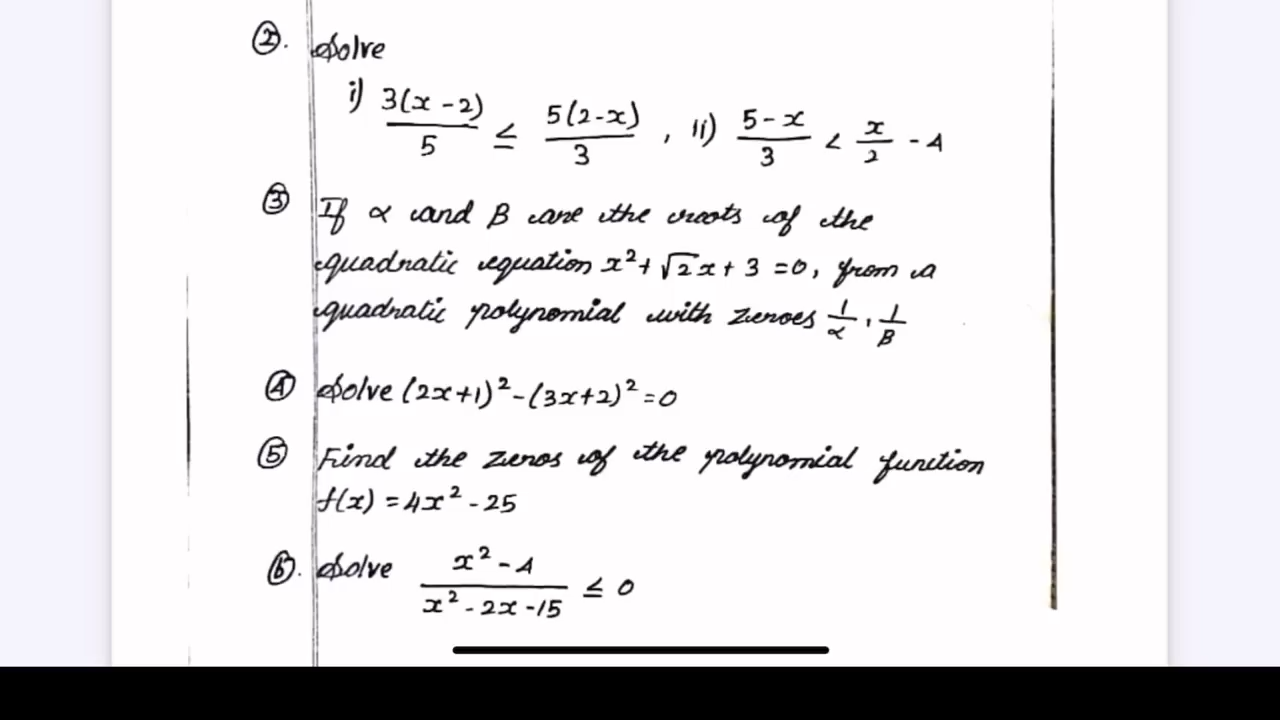 ②. Solve
i) 3(x-2)/5 ≤ 5(2-x)/3 , ii) 5-x/3 < x/2 - 4
③ If α and β are the roots of the
quadratic equation x²+ √2x + 3 =0, from a
quadratic polynomial with zeroes 1/α, 1/β
④ Solve (2x+1)² - (3x+2)² = 0
⑤ Find the zeros of the polynomial function
f(x) = 4x² - 25
⑥. Solve x² - 4 / x² - 2x - 15 ≤ 0